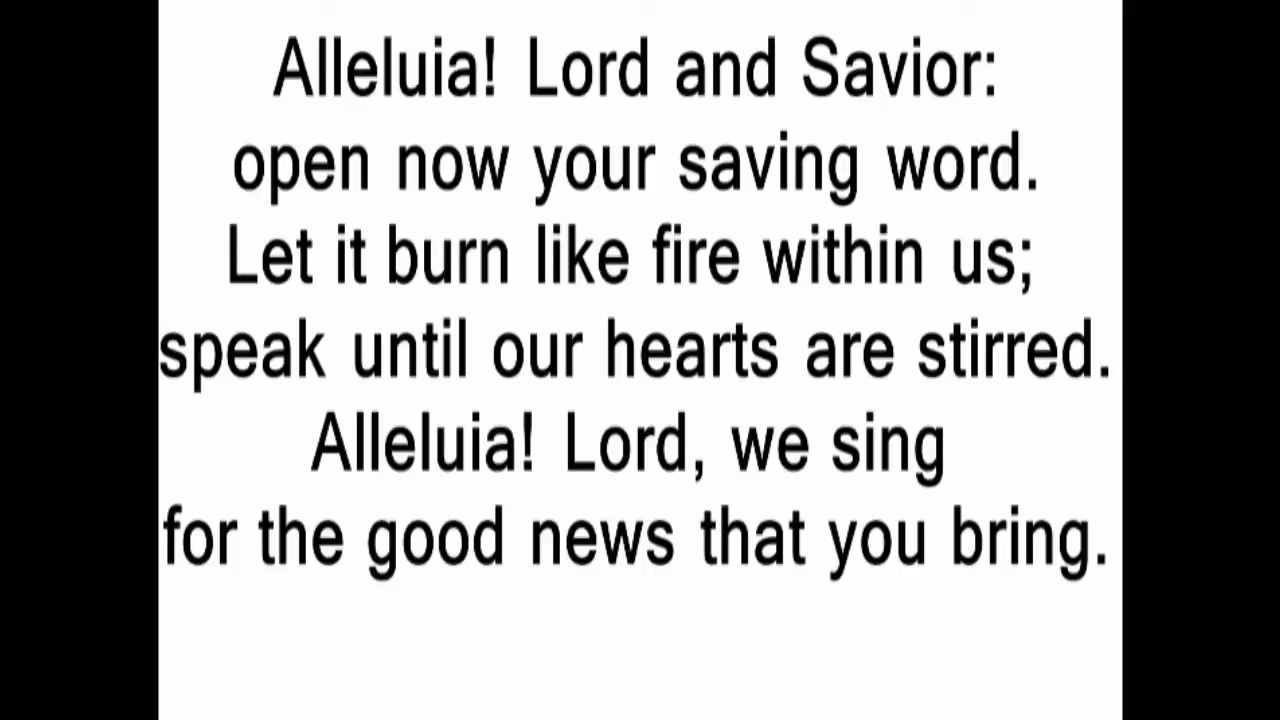 Alleluia! Lord and Savior:
open now your saving word.
Let it burn like fire within us;
speak until our hearts are stirred.
Alleluia! Lord, we sing
for the good news that you bring.